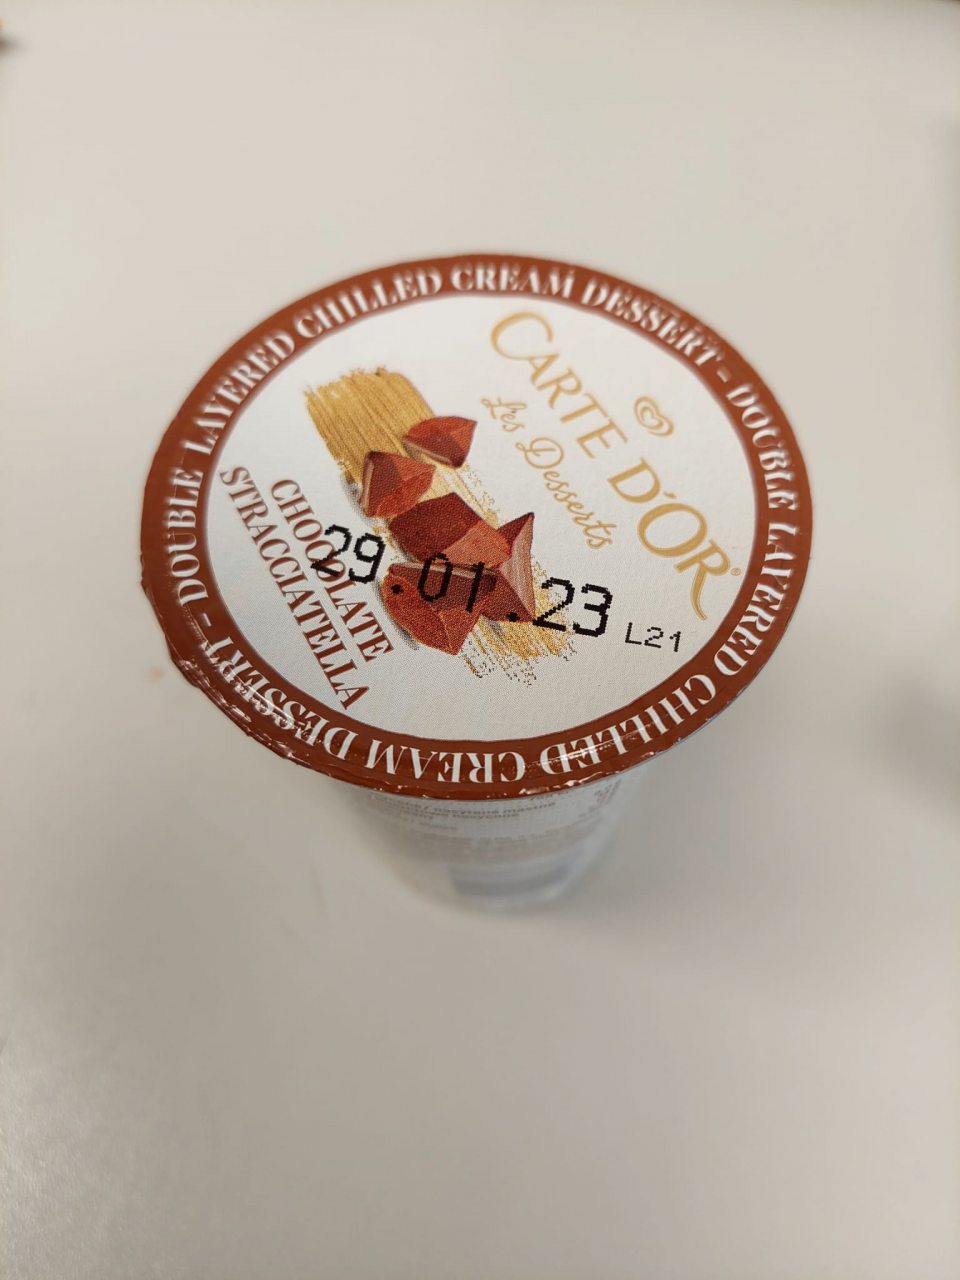 DOUBLE LAYERED CHILLED CREAM DESSERT - DOUBLE LAYERED CHILLED CREAM DESSERT -
CARTE D'OR®
Les Desserts
CHOCOLATE
STRACCIATELLA
29.01.23
L21